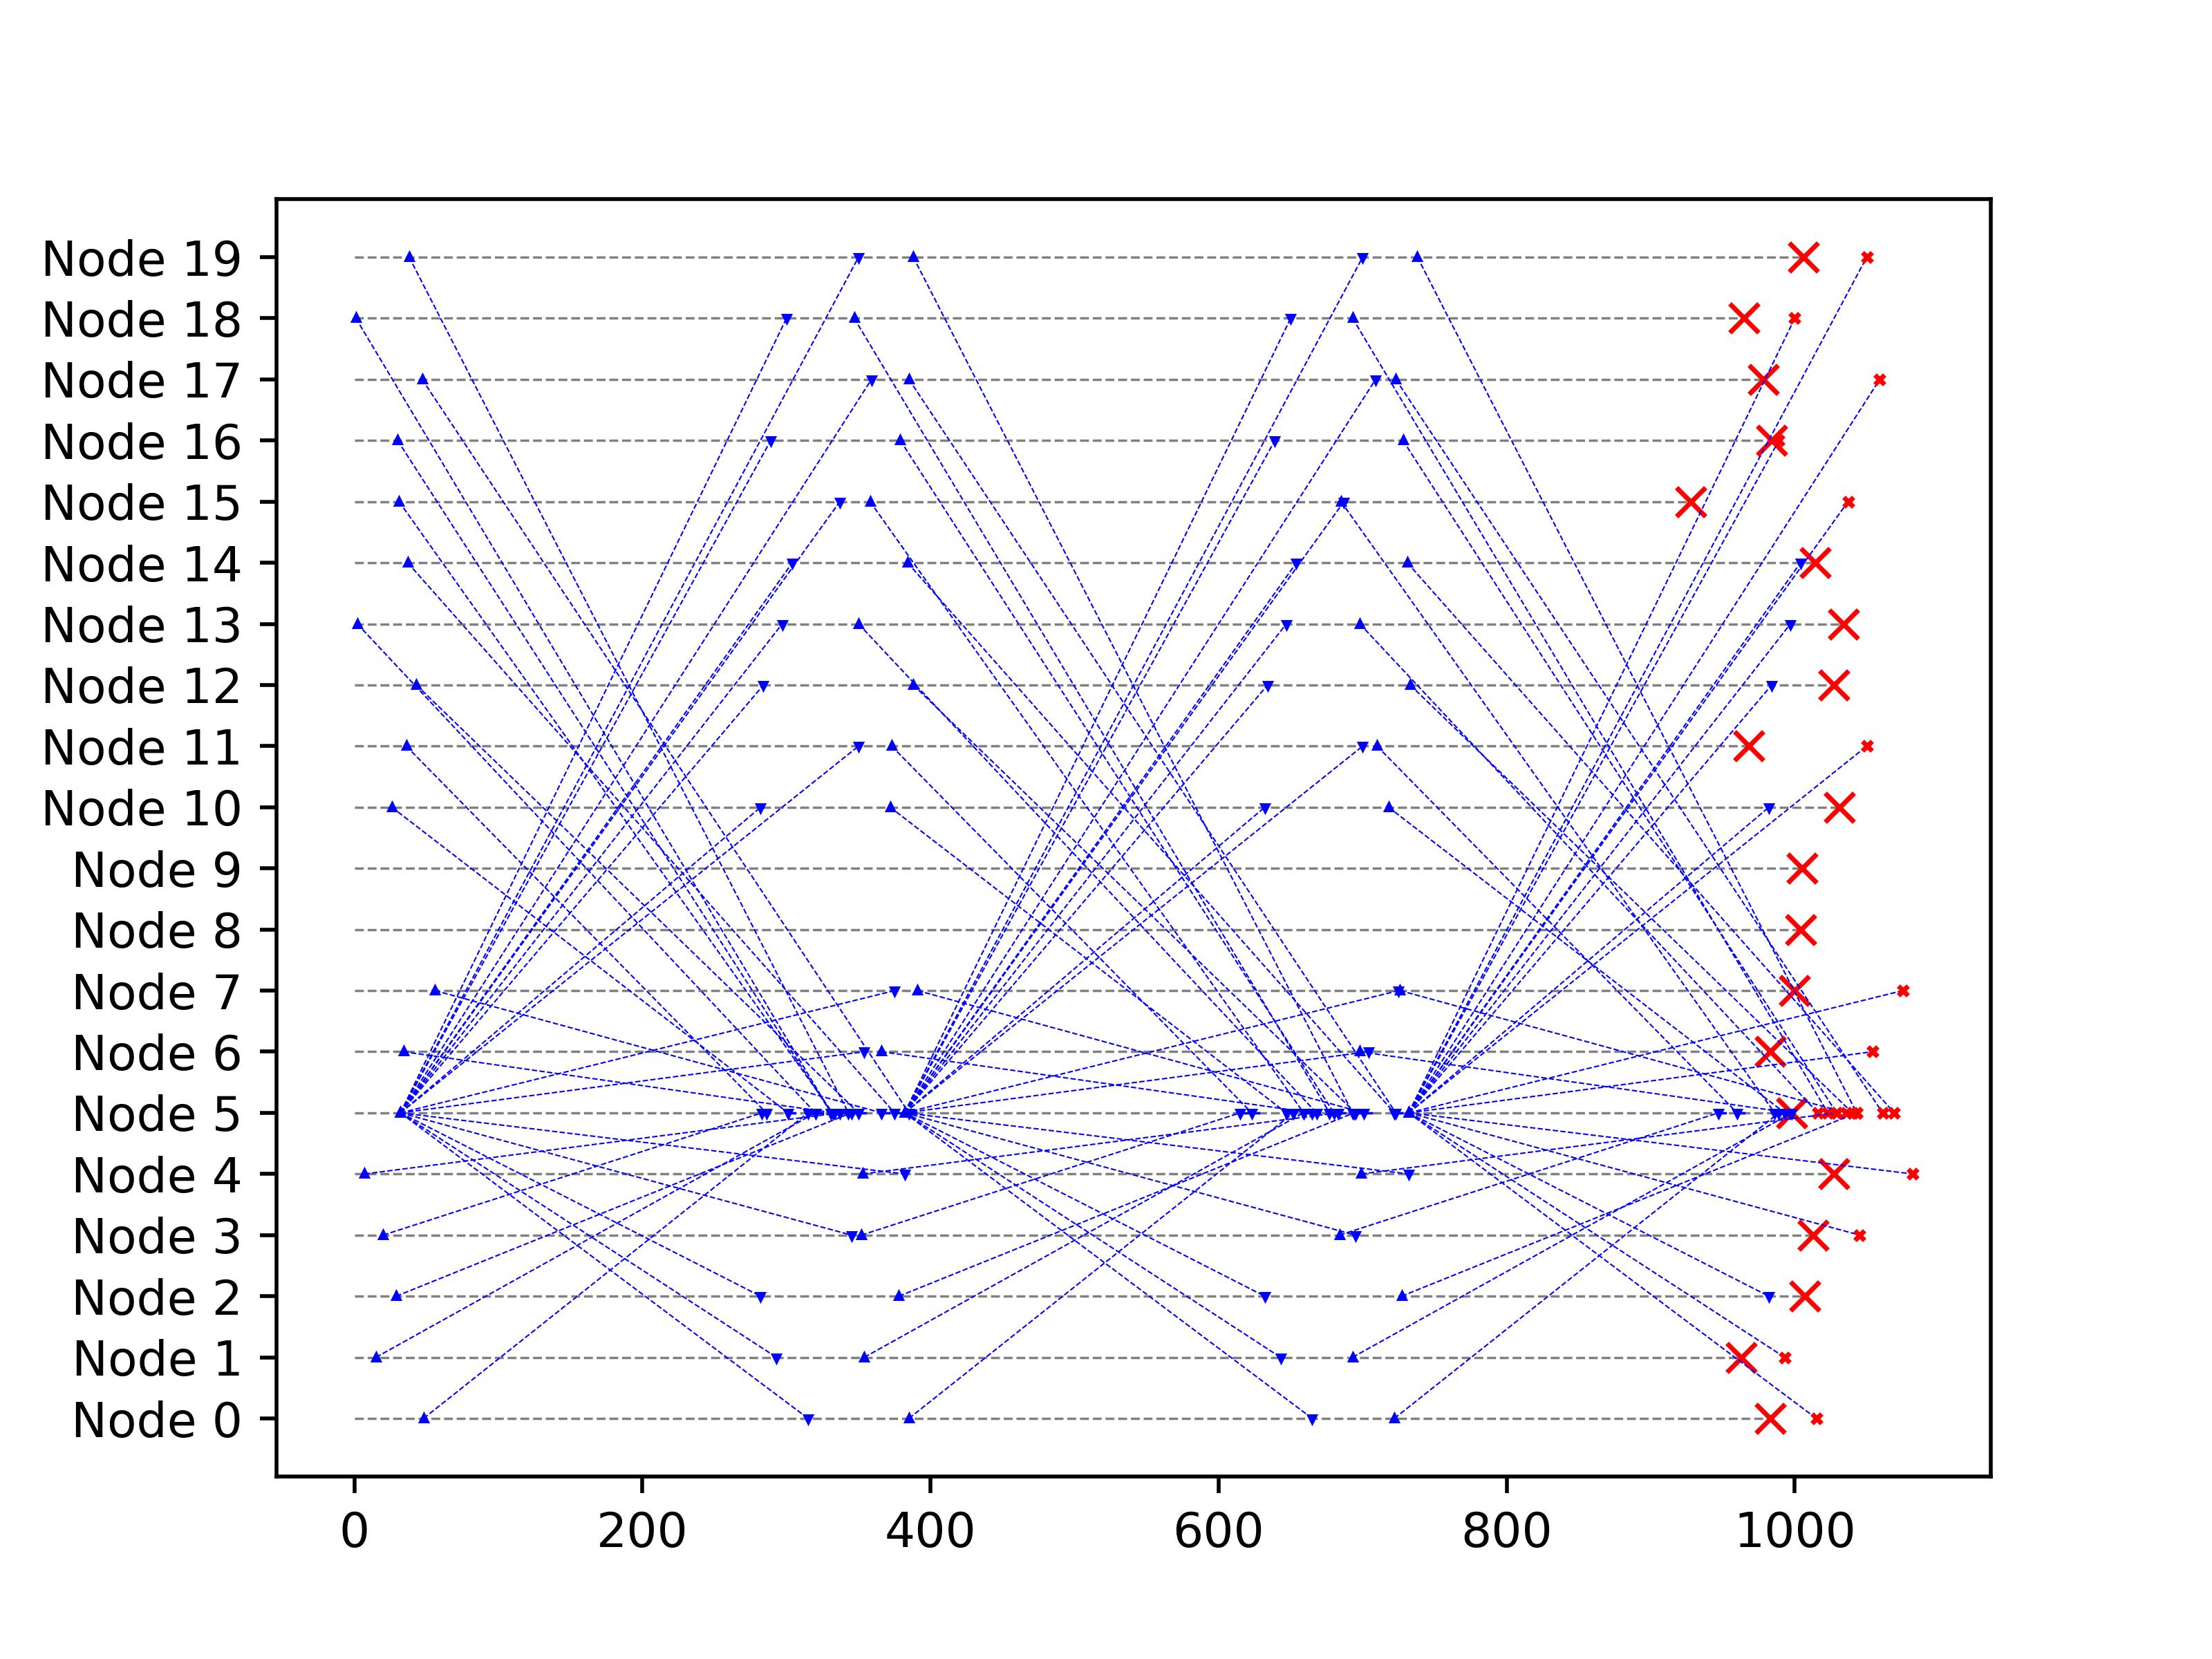 Node 19
Node 18
Node 17
Node 16
Node 15
Node 14
Node 13
Node 12
Node 11
Node 10
Node 9
Node 8
Node 7
Node 6
Node 5
Node 4
Node 3
Node 2
Node 1
Node 0
0 200 400 600 800 1000